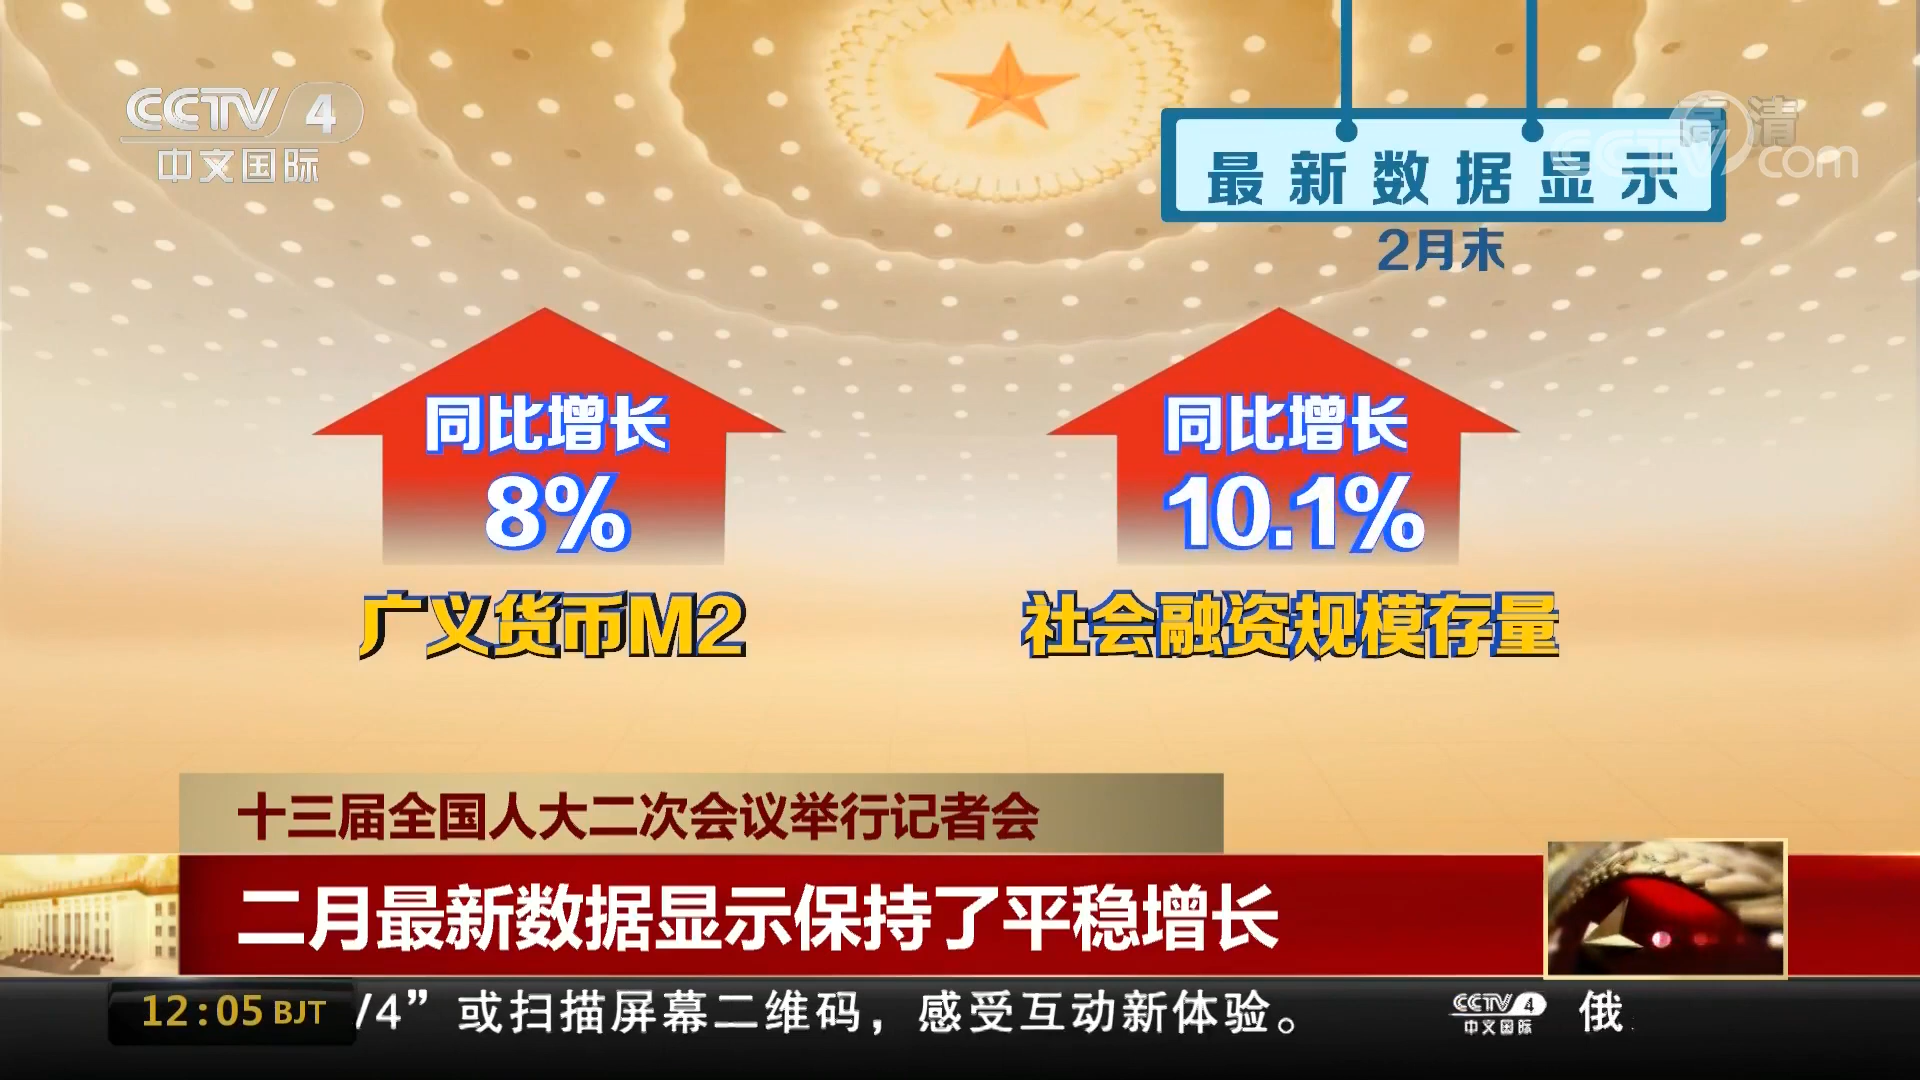 CCTV 4
中文国际
高清
CCTV.com
最新数据显示
2月末
同比增长
8%
广义货币M2
同比增长
10.1%
社会融资规模存量
十三届全国人大二次会议举行记者会
二月最新数据显示保持了平稳增长
12:05 BJT
/4”或扫描屏幕二维码，感受互动新体验。
CCTV 4
中文国际
俄